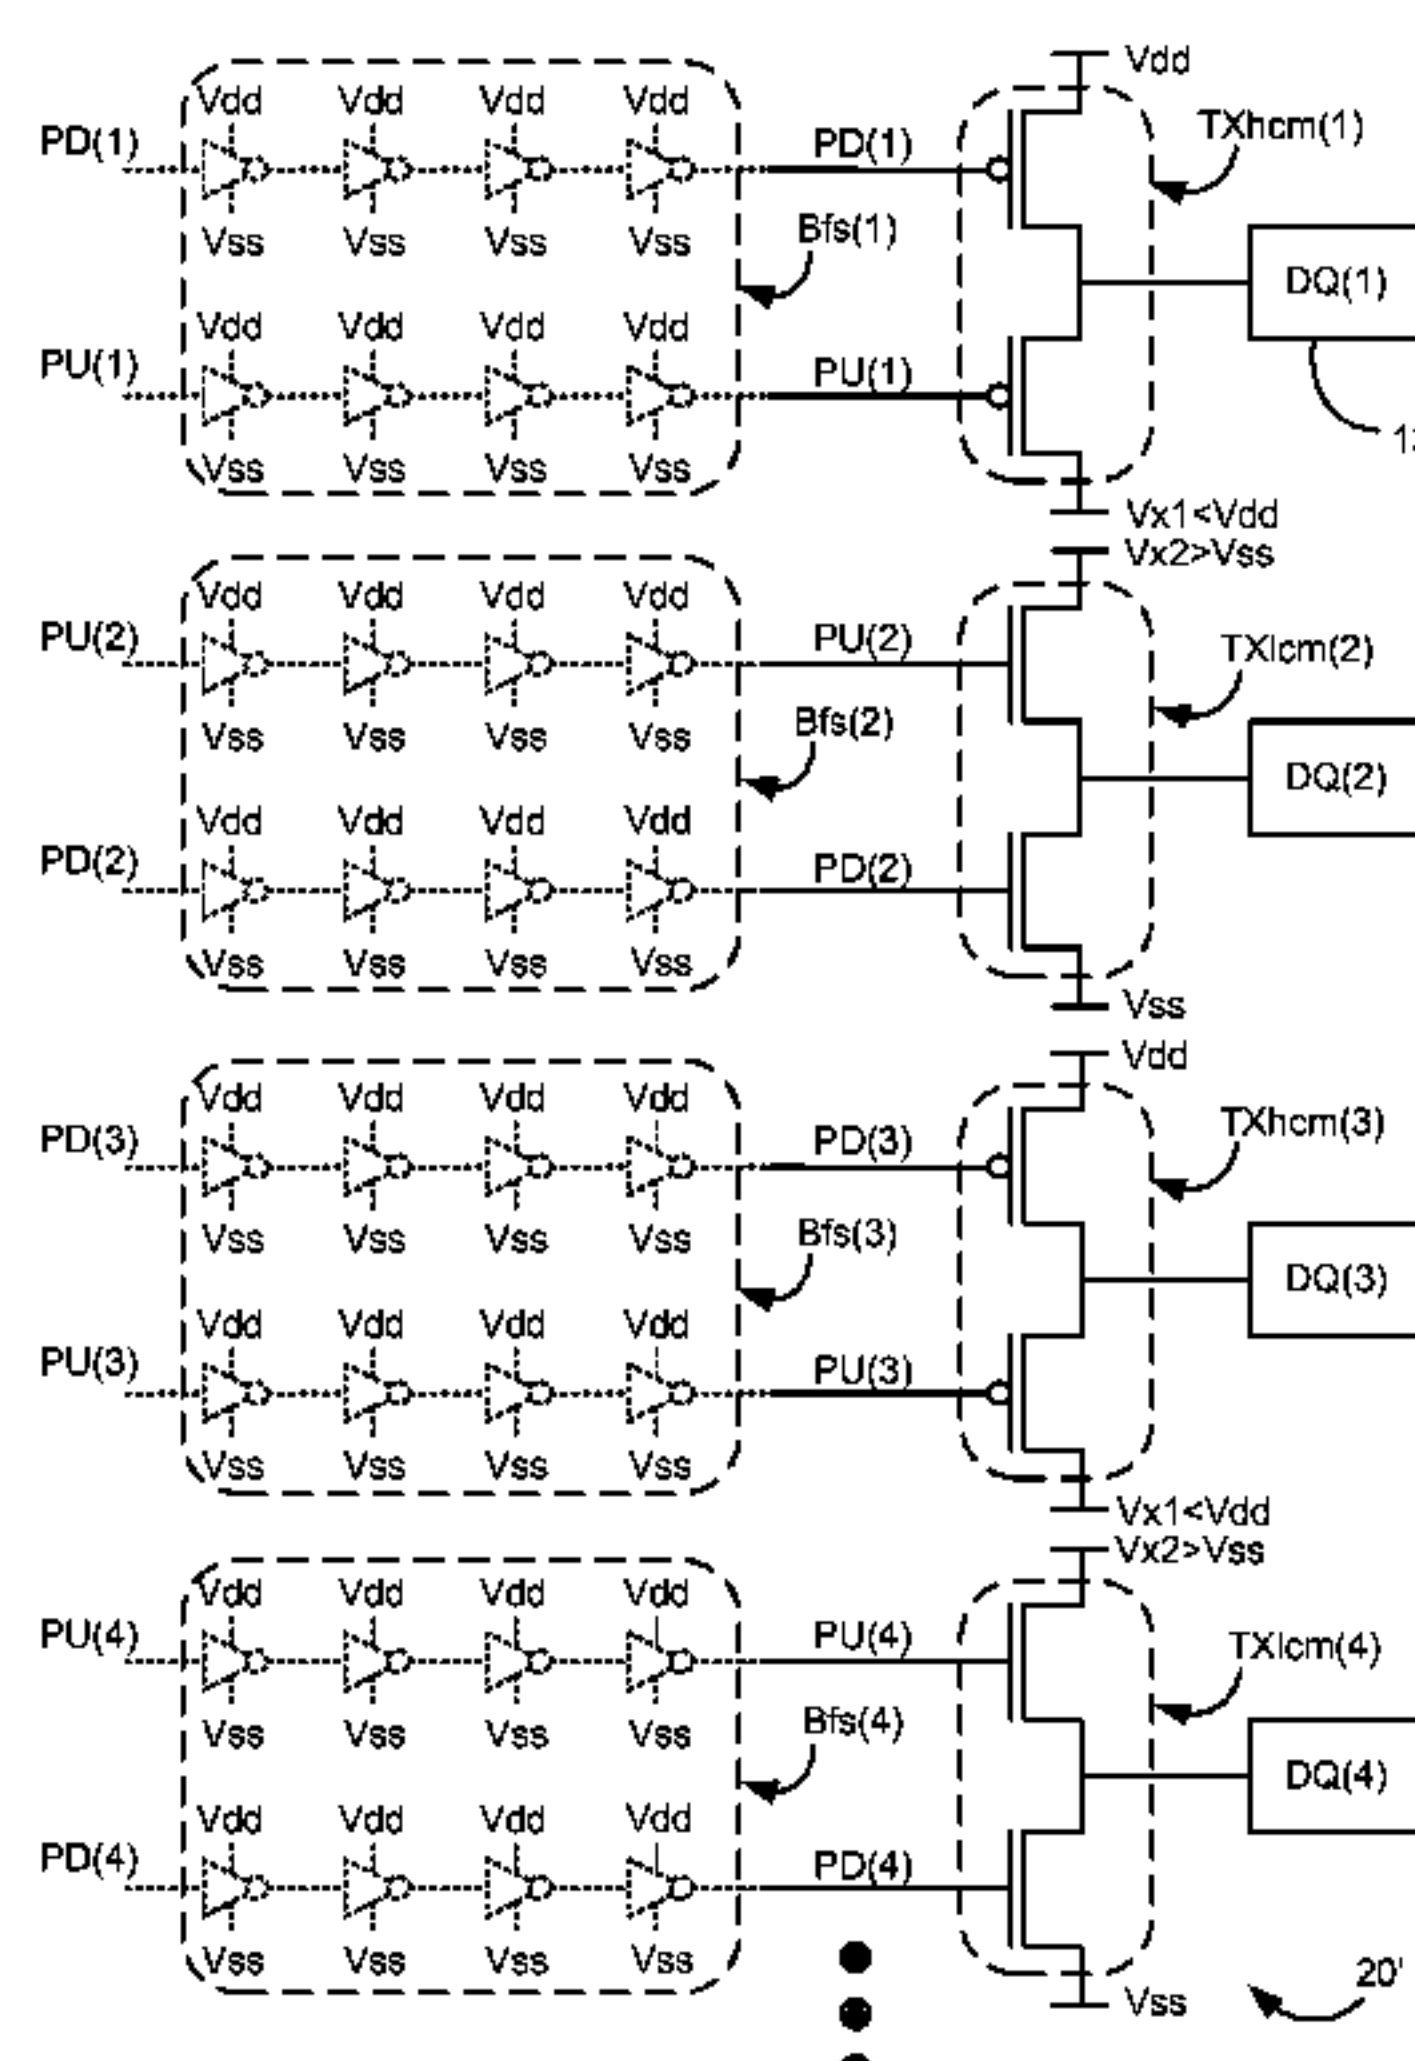 Vdd
Vdd Vdd Vdd Vdd
PD(1) PD(1) TXhcm(1)
Vss Vss Vss Vss Bfs(1)
DQ(1)
Vdd Vdd Vdd Vdd
PU(1) PU(1)
Vss Vss Vss Vss
Vx1<Vdd
Vx2>Vss
Vdd Vdd Vdd Vdd
PU(2) PU(2) TXlcm(2)
Vss Vss Vss Vss Bfs(2)
DQ(2)
Vdd Vdd Vdd Vdd
PD(2) PD(2)
Vss Vss Vss Vss
Vss
Vdd
Vdd Vdd Vdd Vdd
PD(3) PD(3) TXhcm(3)
Vss Vss Vss Vss Bfs(3)
DQ(3)
Vdd Vdd Vdd Vdd
PU(3) PU(3)
Vss Vss Vss Vss
Vx1<Vdd
Vx2>Vss
Vdd Vdd Vdd Vdd
PU(4) PU(4) TXlcm(4)
Vss Vss Vss Vss Bfs(4)
DQ(4)
Vdd Vdd Vdd Vdd
PD(4) PD(4)
Vss Vss Vss Vss
20'
Vss